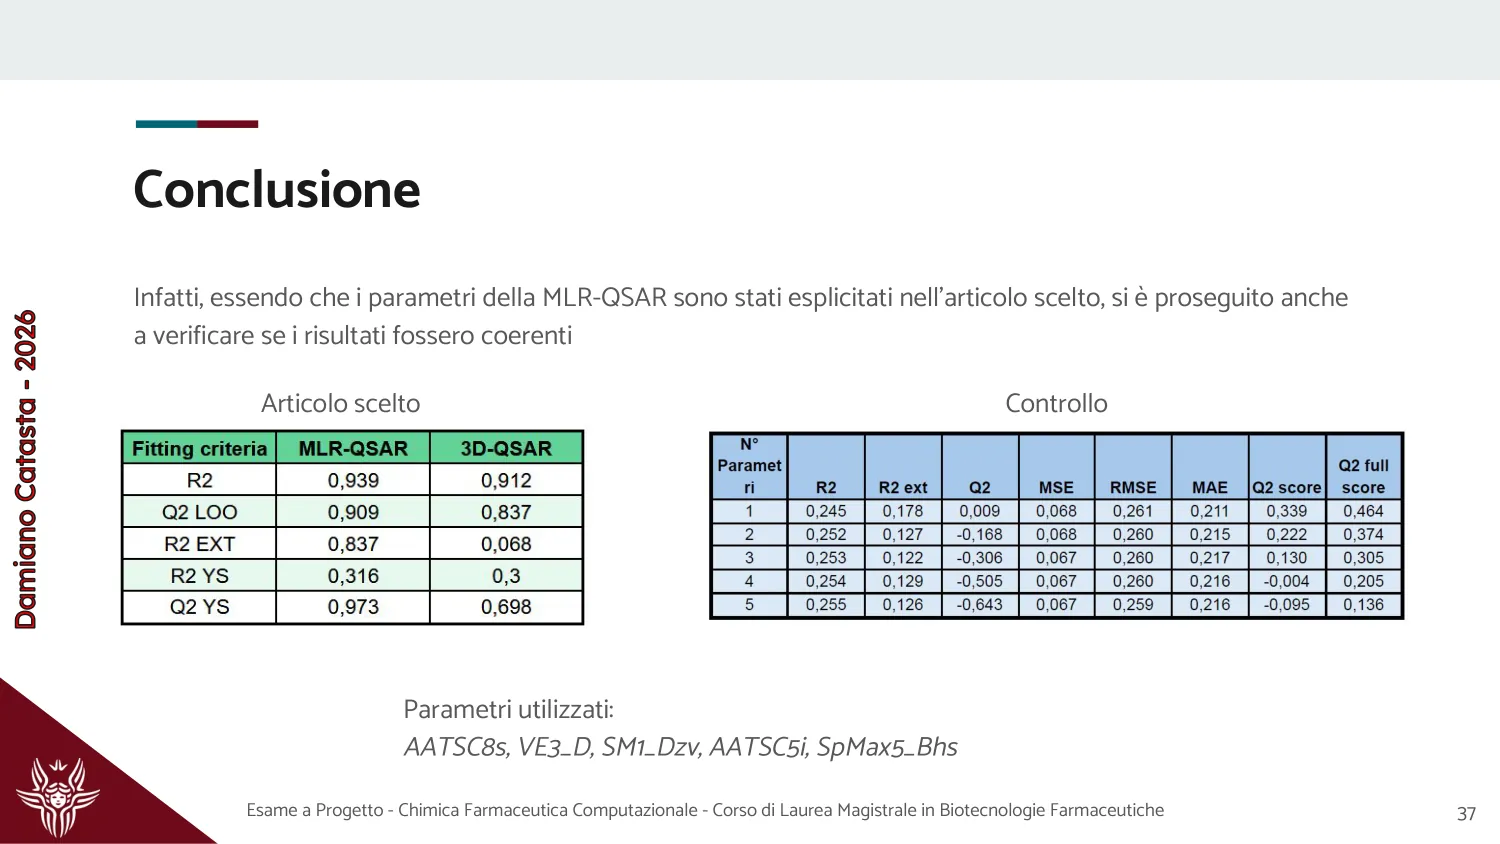 Conclusione
Infatti, essendo che i parametri della MLR-QSAR sono stati esplicitati nell'articolo scelto, si è proseguito anche
a verificare se i risultati fossero coerenti
Damiano Catasta - 2026
Articolo scelto
Fitting criteria MLR-QSAR 3D-QSAR
R2 0,939 0,912
Q2 LOO 0,909 0,837
R2 EXT 0,837 0,068
R2 YS 0,316 0,3
Q2 YS 0,973 0,698
Controllo
N°
Paramet Q2 full
ri R2 R2 ext Q2 MSE RMSE MAE Q2 score score
1 0,245 0,178 0,009 0,068 0,261 0,211 0,339 0,464
2 0,252 0,127 -0,168 0,068 0,260 0,215 0,222 0,374
3 0,253 0,122 -0,306 0,067 0,260 0,217 0,130 0,305
4 0,254 0,129 -0,505 0,067 0,260 0,216 -0,004 0,205
5 0,255 0,126 -0,643 0,067 0,259 0,216 -0,095 0,136
Parametri utilizzati:
AATSC8s, VE3_D, SM1_Dzv, AATSC5i, SpMax5_Bhs
Esame a Progetto - Chimica Farmaceutica Computazionale - Corso di Laurea Magistrale in Biotecnologie Farmaceutiche
37